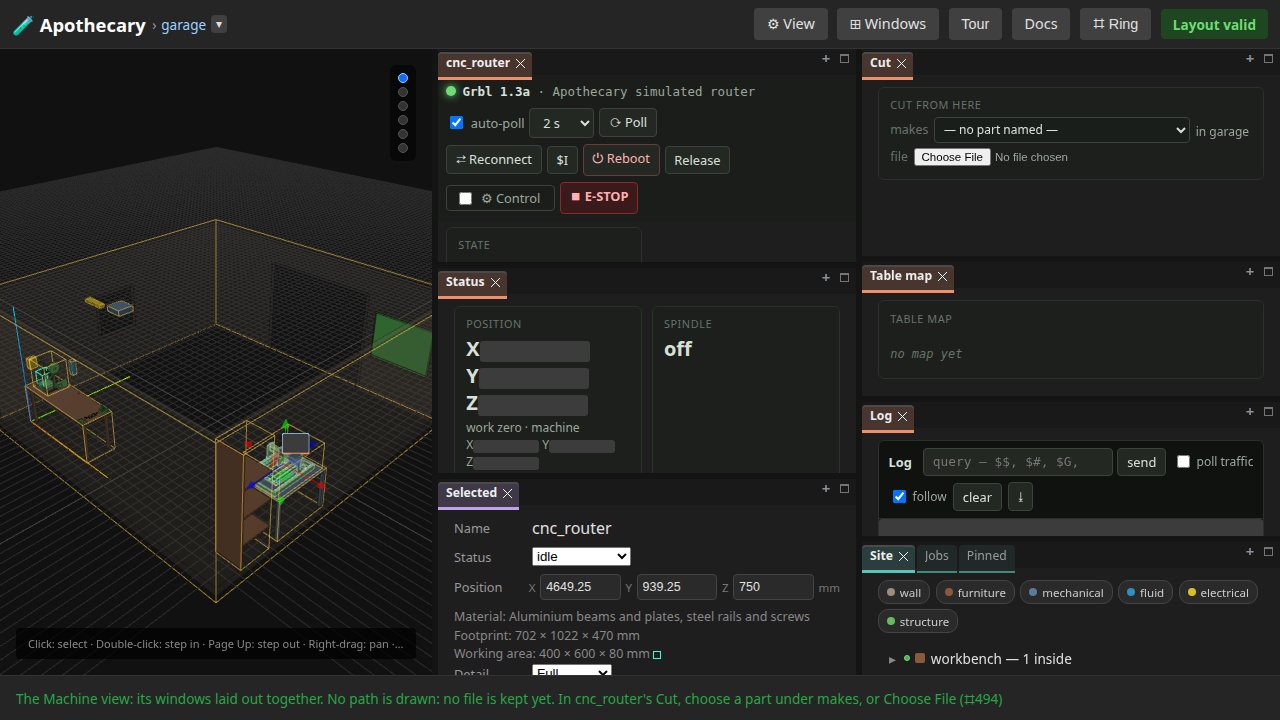 🧪 Apothecary › garage ▾
⚙ View
⊞ Windows
Tour
Docs
⌗ Ring
Layout valid
Click: select · Double-click: step in · Page Up: step out · Right-drag: pan ·...
cnc_router
Grbl 1.3a · Apothecary simulated router
auto-poll 2 s ⟳ Poll
⇄ Reconnect $I ⏻ Reboot Release
⚙ Control ■ E-STOP
STATE
Status
POSITION
X
Y
Z
work zero · machine
X Y
Z
SPINDLE
off
Selected
Name cnc_router
Status idle
Position X 4649.25 Y 939.25 Z 750 mm
Material: Aluminium beams and plates, steel rails and screws
Footprint: 702 × 1022 × 470 mm
Working area: 400 × 600 × 80 mm
Detail Full
Cut
CUT FROM HERE
makes — no part named — in garage
file Choose File No file chosen
Table map
TABLE MAP
no map yet
Log
Log query — $$, $#, $G, send poll traffic
follow clear ⭳
Site Jobs Pinned
wall furniture mechanical fluid electrical
structure
▸ workbench — 1 inside
The Machine view: its windows laid out together. No path is drawn: no file is kept yet. In cnc_router's Cut, choose a part under makes, or Choose File (⌗494)